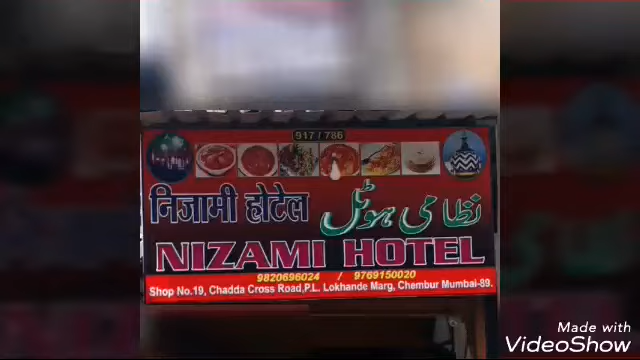 917 / 786
निजामी होटेल نظامی ہوٹل
NIZAMI HOTEL
9820696024 / 9769150020
Shop No.19, Chadda Cross Road,P.L. Lokhande Marg, Chembur Mumbai-89.
Made with
VideoShow